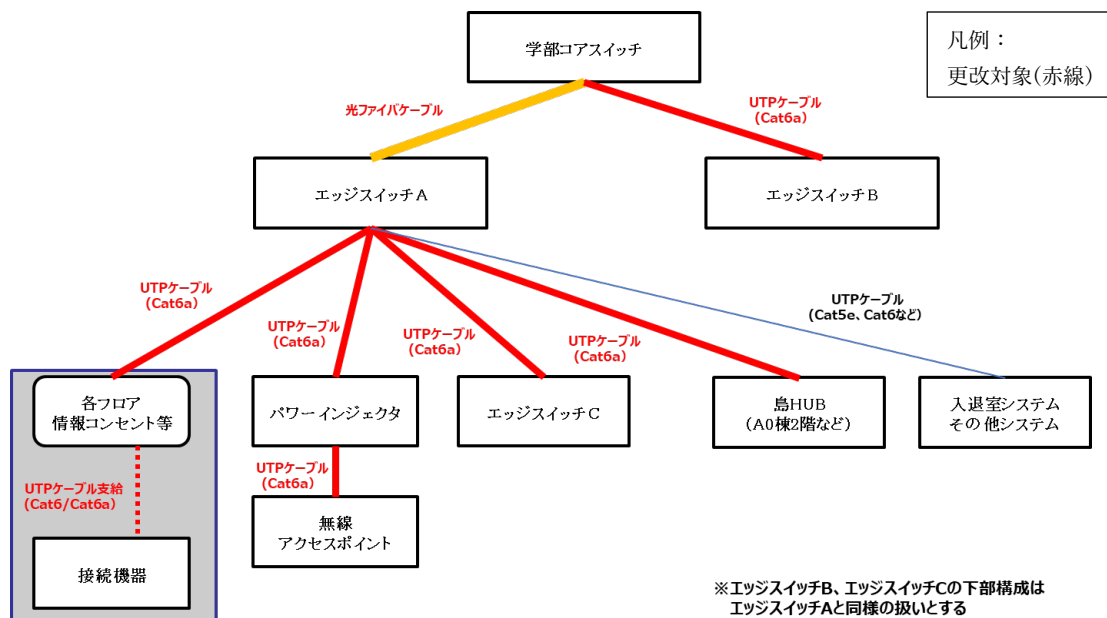 学部コアスイッチ
凡例：
更改対象(赤線)
光ファイバケーブル
UTPケーブル
(Cat6a)
エッジスイッチA
エッジスイッチB
UTPケーブル
(Cat6a)
UTPケーブル
(Cat6a)
UTPケーブル
(Cat6a)
UTPケーブル
(Cat6a)
UTPケーブル
(Cat5e、Cat6など)
各フロア
情報コンセント等
パワーインジェクタ
エッジスイッチC
島HUB
(A0棟2階など)
入退室システム
その他システム
UTPケーブル支給
(Cat6/Cat6a)
UTPケーブル
(Cat6a)
接続機器
無線
アクセスポイント
※エッジスイッチB、エッジスイッチCの下部構成は
エッジスイッチAと同様の扱いとする